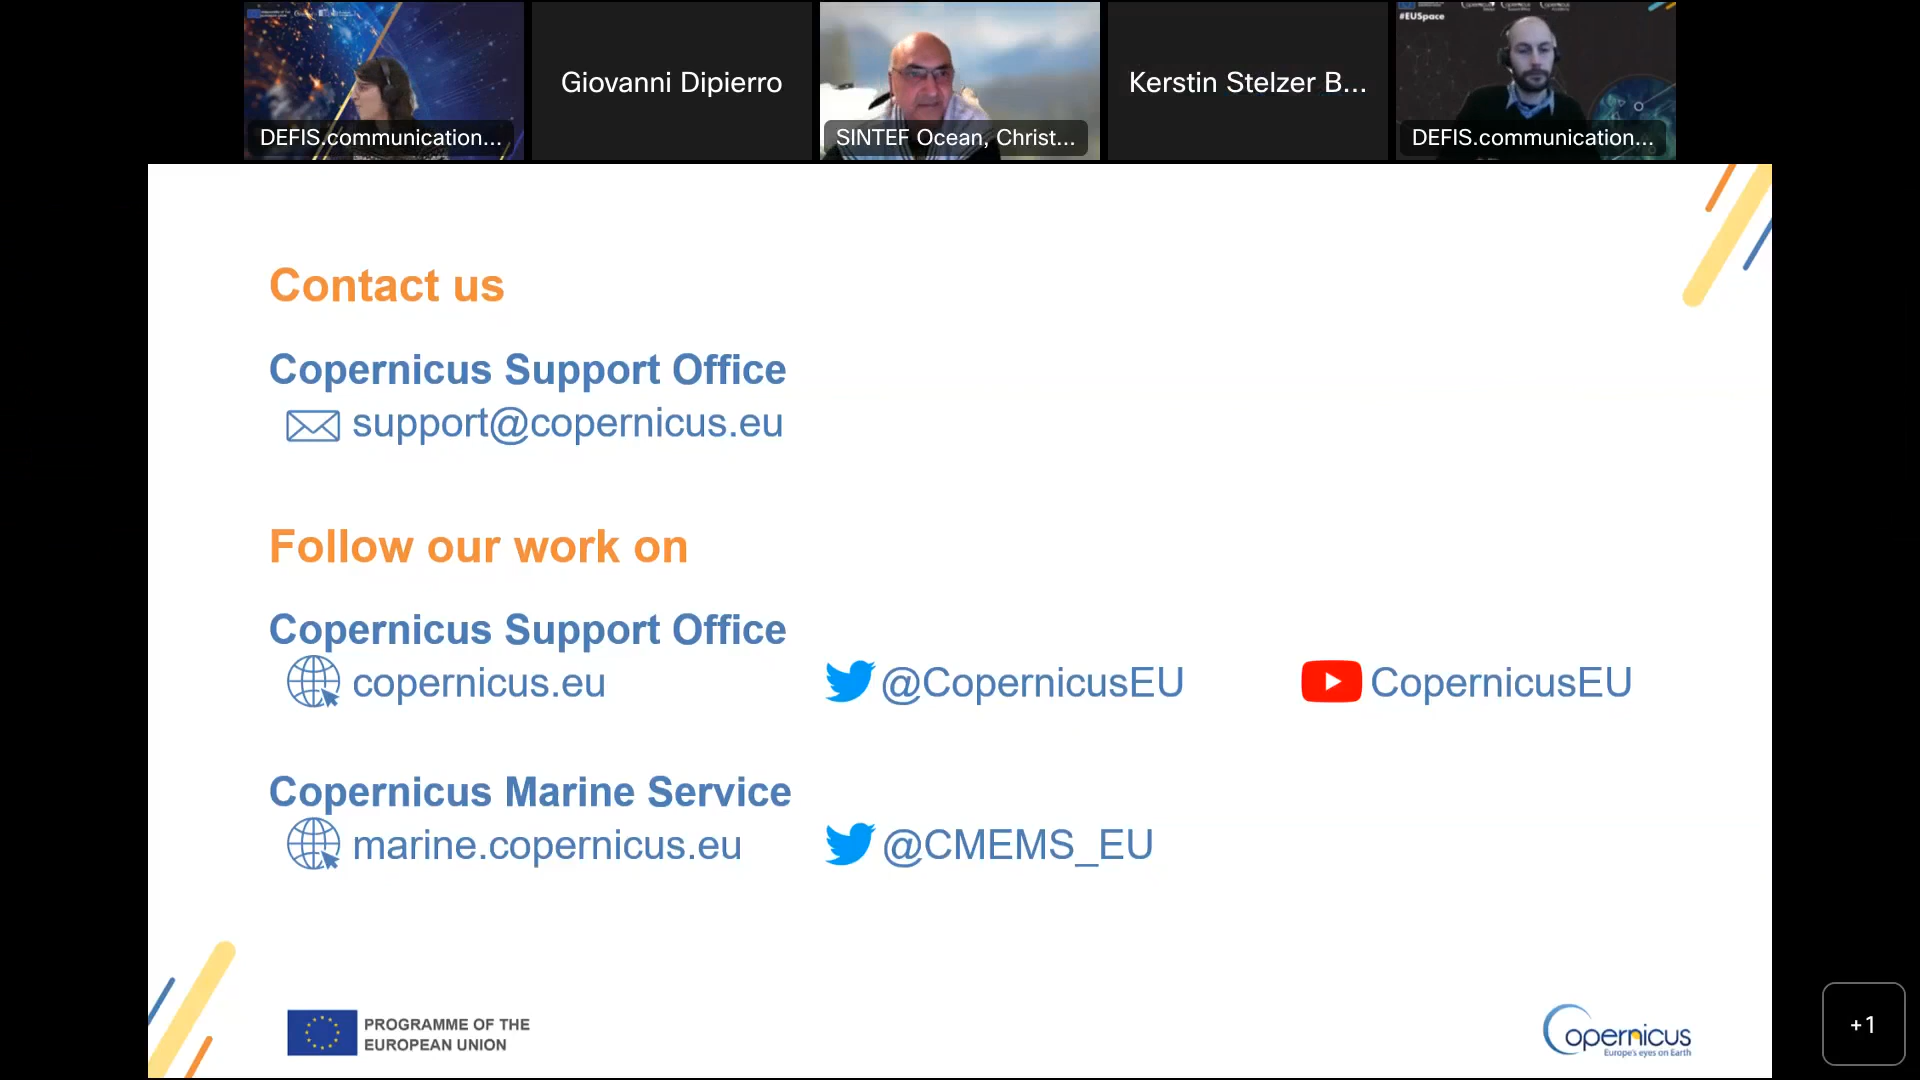 #EUSpace
DEFIS.communication...
Giovanni Dipierro
SINTEF Ocean, Christ...
Kerstin Stelzer B...
DEFIS.communication...
Contact us
Copernicus Support Office
support@copernicus.eu
Follow our work on
Copernicus Support Office
copernicus.eu
@CopernicusEU
CopernicusEU
Copernicus Marine Service
marine.copernicus.eu
@CMEMS_EU
PROGRAMME OF THE
EUROPEAN UNION
opernicus
Europe's eyes on Earth
+1